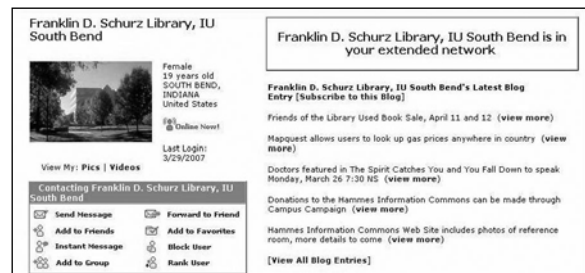 Franklin D. Schurz Library, IU
South Bend
Female
19 years old
SOUTH BEND,
INDIANA
United States
Online Now!
Last Login:
3/29/2007
View My: Pics | Videos
Contacting Franklin D. Schurz Library, IU
South Bend
Send Message
Forward to Friend
Add to Friends
Add to Favorites
Instant Message
Block User
Add to Group
Rank User
Franklin D. Schurz Library, IU South Bend is in
your extended network
Franklin D. Schurz Library, IU South Bend's Latest Blog
Entry [Subscribe to this Blog]
Friends of the Library Used Book Sale, April 11 and 12 (view more)
Mapquest allows users to look up gas prices anywhere in country (view
more)
Doctors featured in The Spirit Catches You and You Fall Down to speak
Monday, March 26 7:30 NS (view more)
Donations to the Hammes Information Commons can be made through
Campus Campaign (view more)
Hammes Information Commons Web Site includes photos of reference
room, more details to come (view more)
[View All Blog Entries]